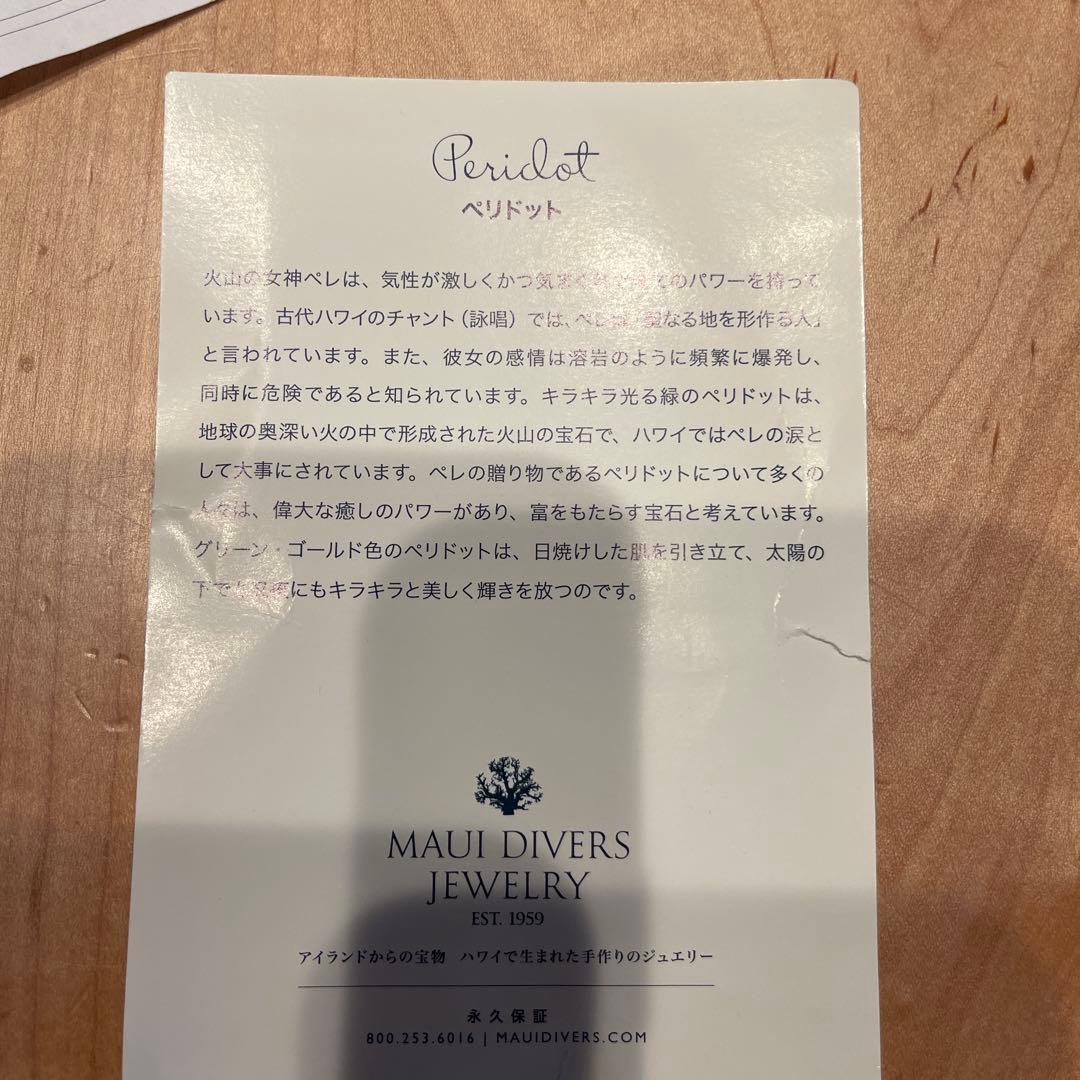 Peridot
ペリドット
火山の女神ペレは、気性が激しくかつ気まぐれで全てのパワーを持って
います。古代ハワイのチャント（詠唱）では、ペレは「聖なる地を形作る人」
と言われています。また、彼女の感情は溶岩のように頻繁に爆発し、
同時に危険であると知られています。キラキラ光る緑のペリドットは、
地球の奥深い火の中で形成された火山の宝石で、ハワイではペレの涙と
して大事にされています。ペレの贈り物であるペリドットについて多くの
人々は、偉大な癒しのパワーがあり、富をもたらす宝石と考えています。
グリーン・ゴールド色のペリドットは、日焼けした肌を引き立て、太陽の
下で にもキラキラと美しく輝きを放つのです。
MAUI DIVERS
JEWELRY
EST. 1959
アイランドからの宝物 ハワイで生まれた手作りのジュエリー
永久保証
800.253.6016 | MAUIDIVERS.COM